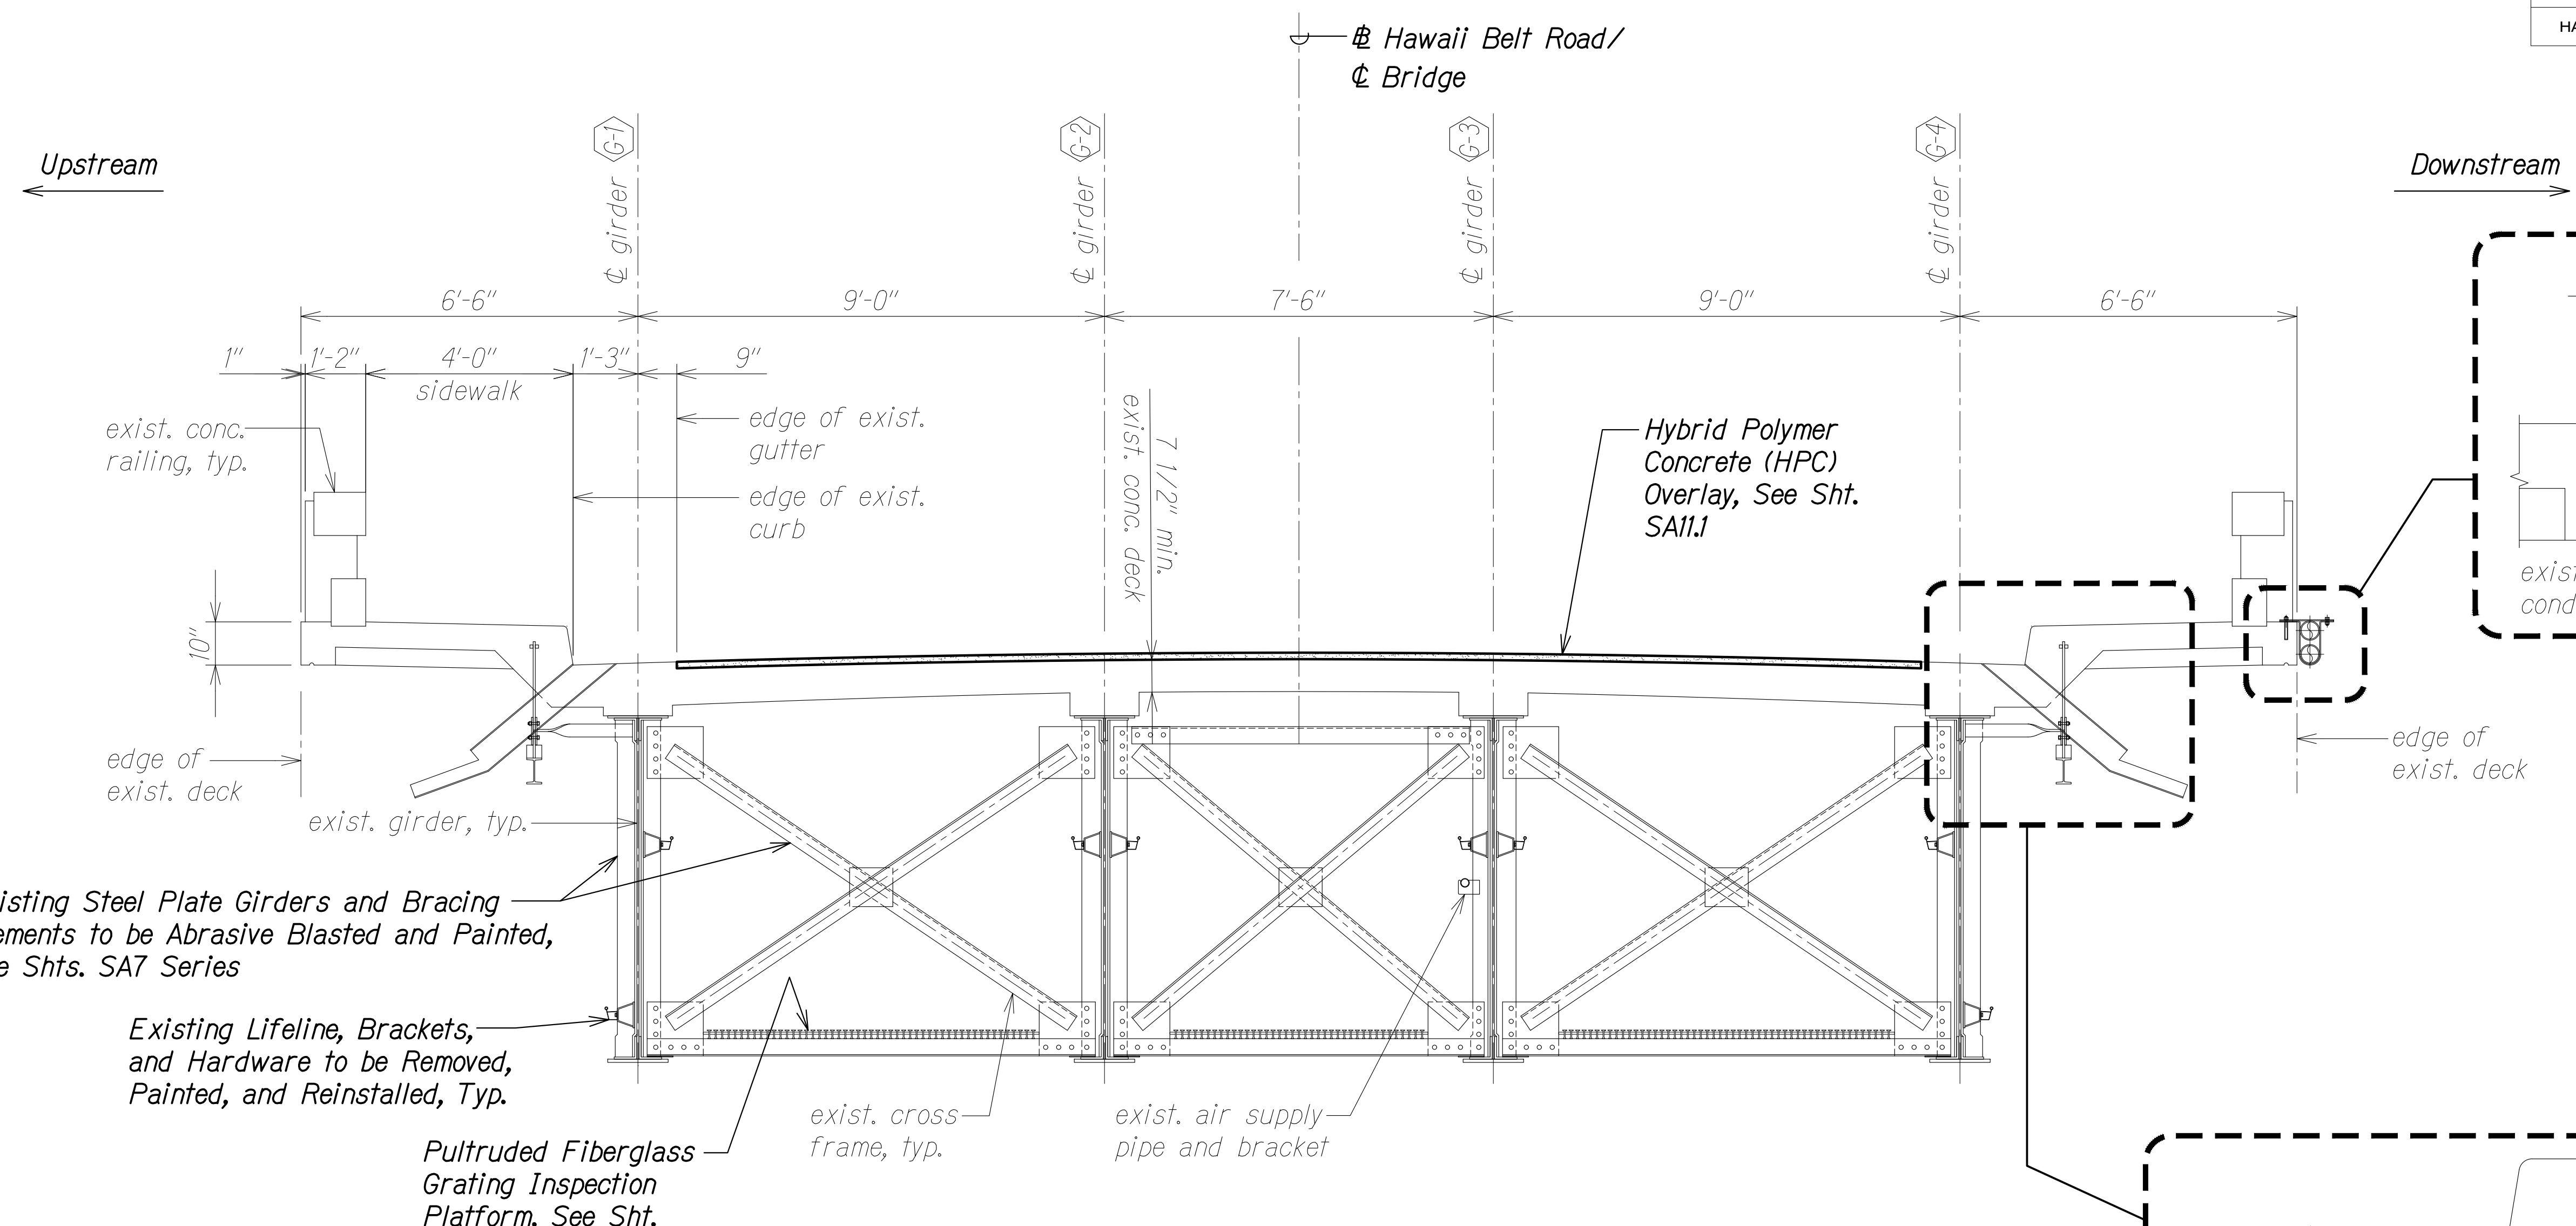 HA
℄ Hawaii Belt Road/
℄ Bridge
Upstream
Downstream
G-1
℄ girder
G-2
℄ girder
G-3
℄ girder
G-4
℄ girder
6'-6"
9'-0"
7'-6"
9'-0"
6'-6"
1"
1'-2"
4'-0"
1'-3"
9"
sidewalk
exist. conc.
railing, typ.
edge of exist.
gutter
edge of exist.
curb
7 1/2" min.
exist. conc. deck
Hybrid Polymer
Concrete (HPC)
Overlay, See Sht.
SA11.1
exis
cond
10"
edge of
exist. deck
edge of
exist. deck
exist. girder, typ.
isting Steel Plate Girders and Bracing
ements to be Abrasive Blasted and Painted,
e Shts. SA7 Series
Existing Lifeline, Brackets,
and Hardware to be Removed,
Painted, and Reinstalled, Typ.
exist. cross
frame, typ.
exist. air supply
pipe and bracket
Pultruded Fiberglass
Grating Inspection
Platform, See Sht.